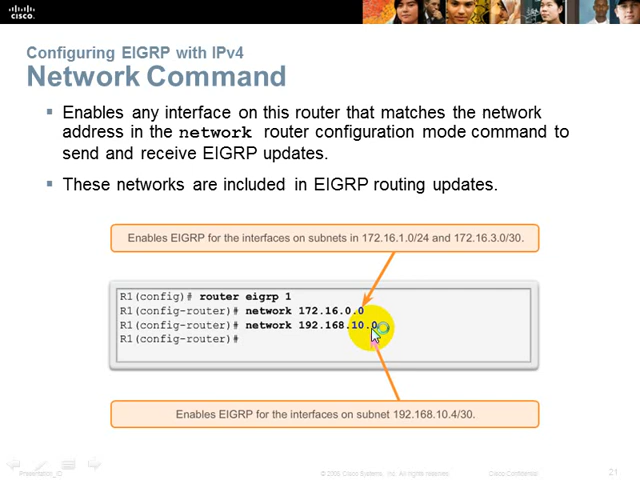 CISCO
Configuring EIGRP with IPv4
Network Command
Enables any interface on this router that matches the network
address in the network router configuration mode command to
send and receive EIGRP updates.
These networks are included in EIGRP routing updates.
Enables EIGRP for the interfaces on subnets in 172.16.1.0/24 and 172.16.3.0/30.
R1(config)# router eigrp 1
R1(config-router)# network 172.16.0.0
R1(config-router)# network 192.168.10.0
R1(config-router)#
Enables EIGRP for the interfaces on subnet 192.168.10.4/30.
Presentation_ID
© 2008 Cisco Systems, Inc. All rights reserved.
Cisco Confidential
21